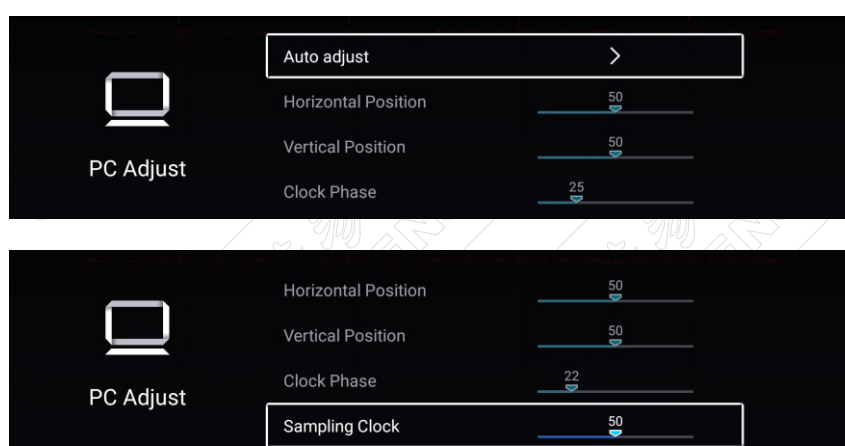 Auto adjust
Horizontal Position 50
Vertical Position 50
PC Adjust
Clock Phase 25
Horizontal Position 50
Vertical Position 50
Clock Phase 22
PC Adjust
Sampling Clock 50